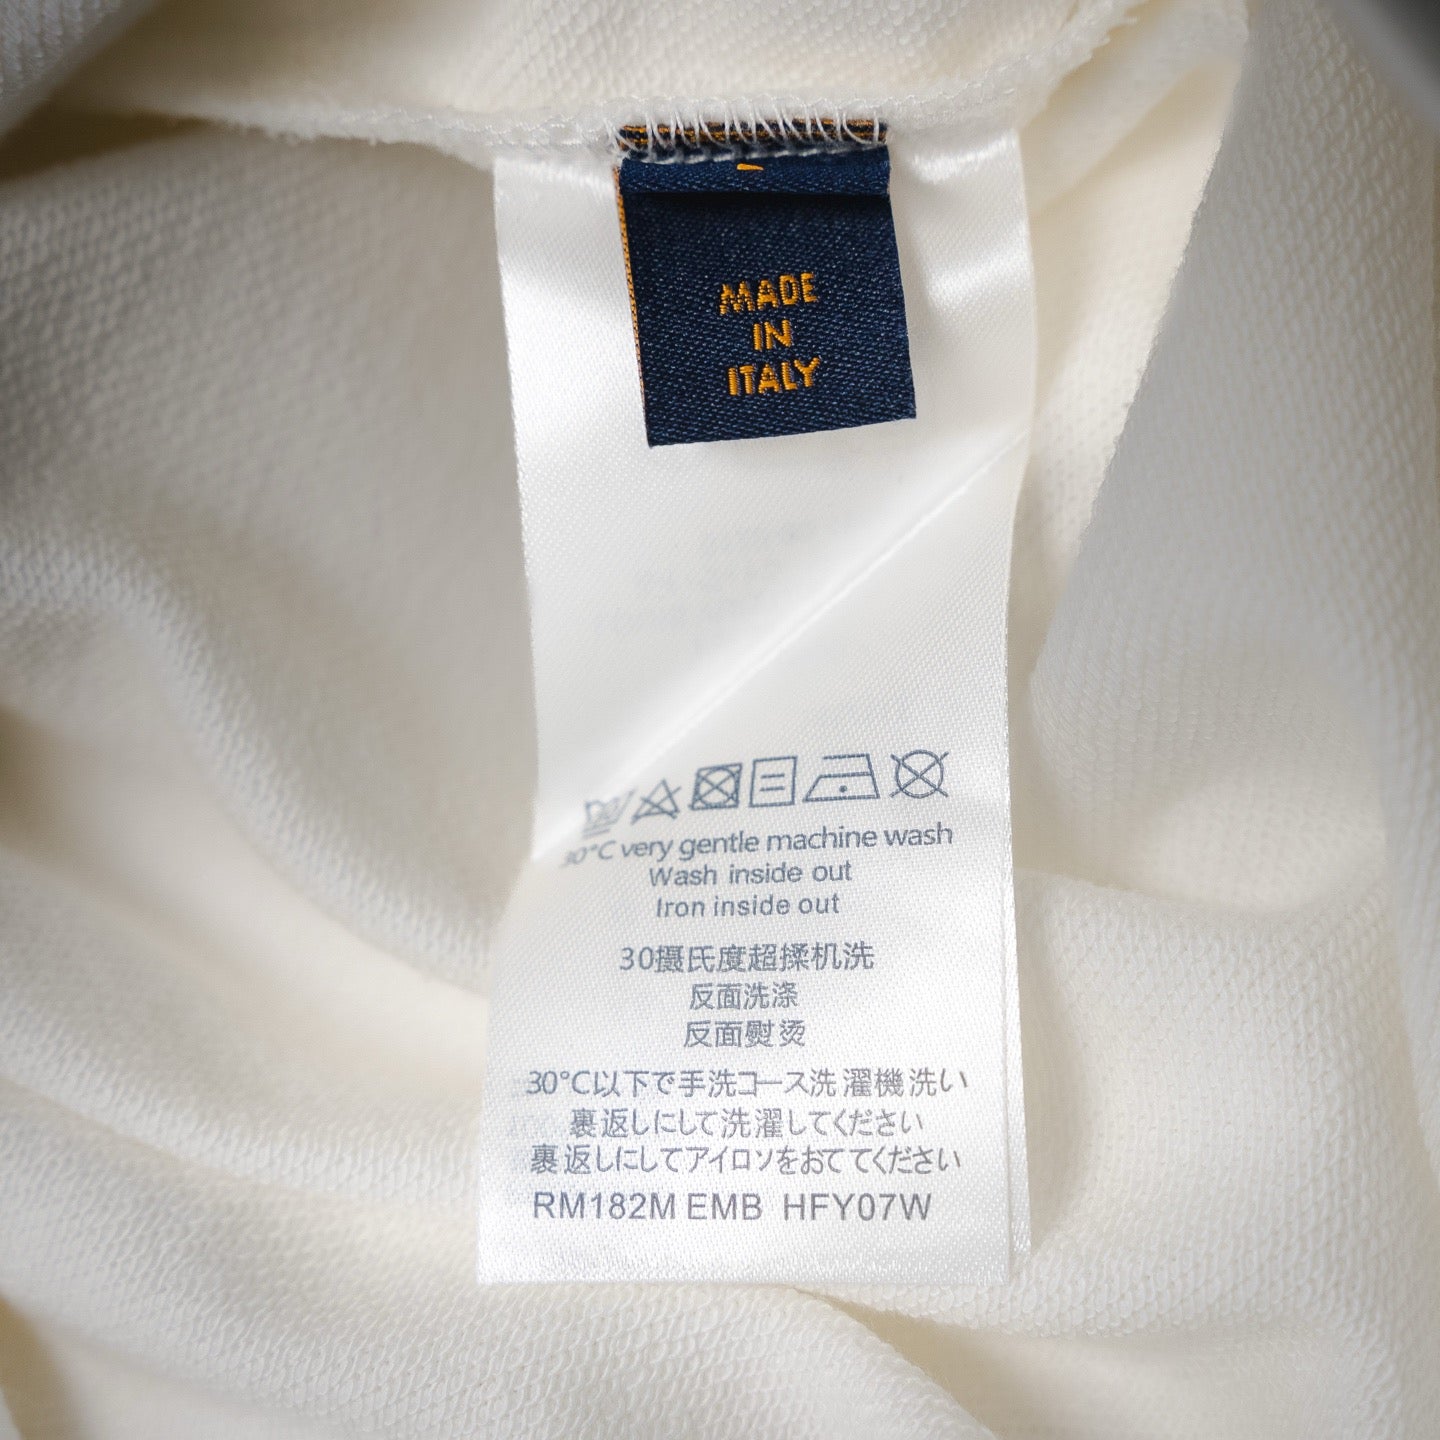 MADE
IN
ITALY
30°C very gentle machine wash
Wash inside out
Iron inside out
30摄氏度超揉机洗
反面洗涤
反面熨烫
30°C以下で手洗コース洗濯機洗い
裏返しにして洗濯してください
裏返しにしてアイロソをおててください
RM182M EMB HFY07W